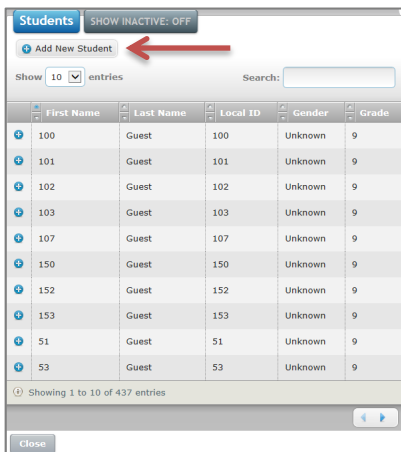 Students SHOW INACTIVE: OFF
Add New Student
Show 10 entries Search:
First Name Last Name Local ID Gender Grade
100 Guest 100 Unknown 9
101 Guest 101 Unknown 9
102 Guest 102 Unknown 9
103 Guest 103 Unknown 9
107 Guest 107 Unknown 9
150 Guest 150 Unknown 9
152 Guest 152 Unknown 9
153 Guest 153 Unknown 9
51 Guest 51 Unknown 9
53 Guest 53 Unknown 9
Showing 1 to 10 of 437 entries
Close